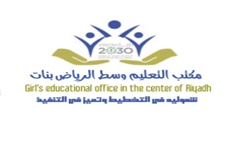 2030
مكتب التعليم وسط الرياض بنات
Girl's educational office in the center of Riyadh
شمولية في التخطيط وتميز في التنفيذ